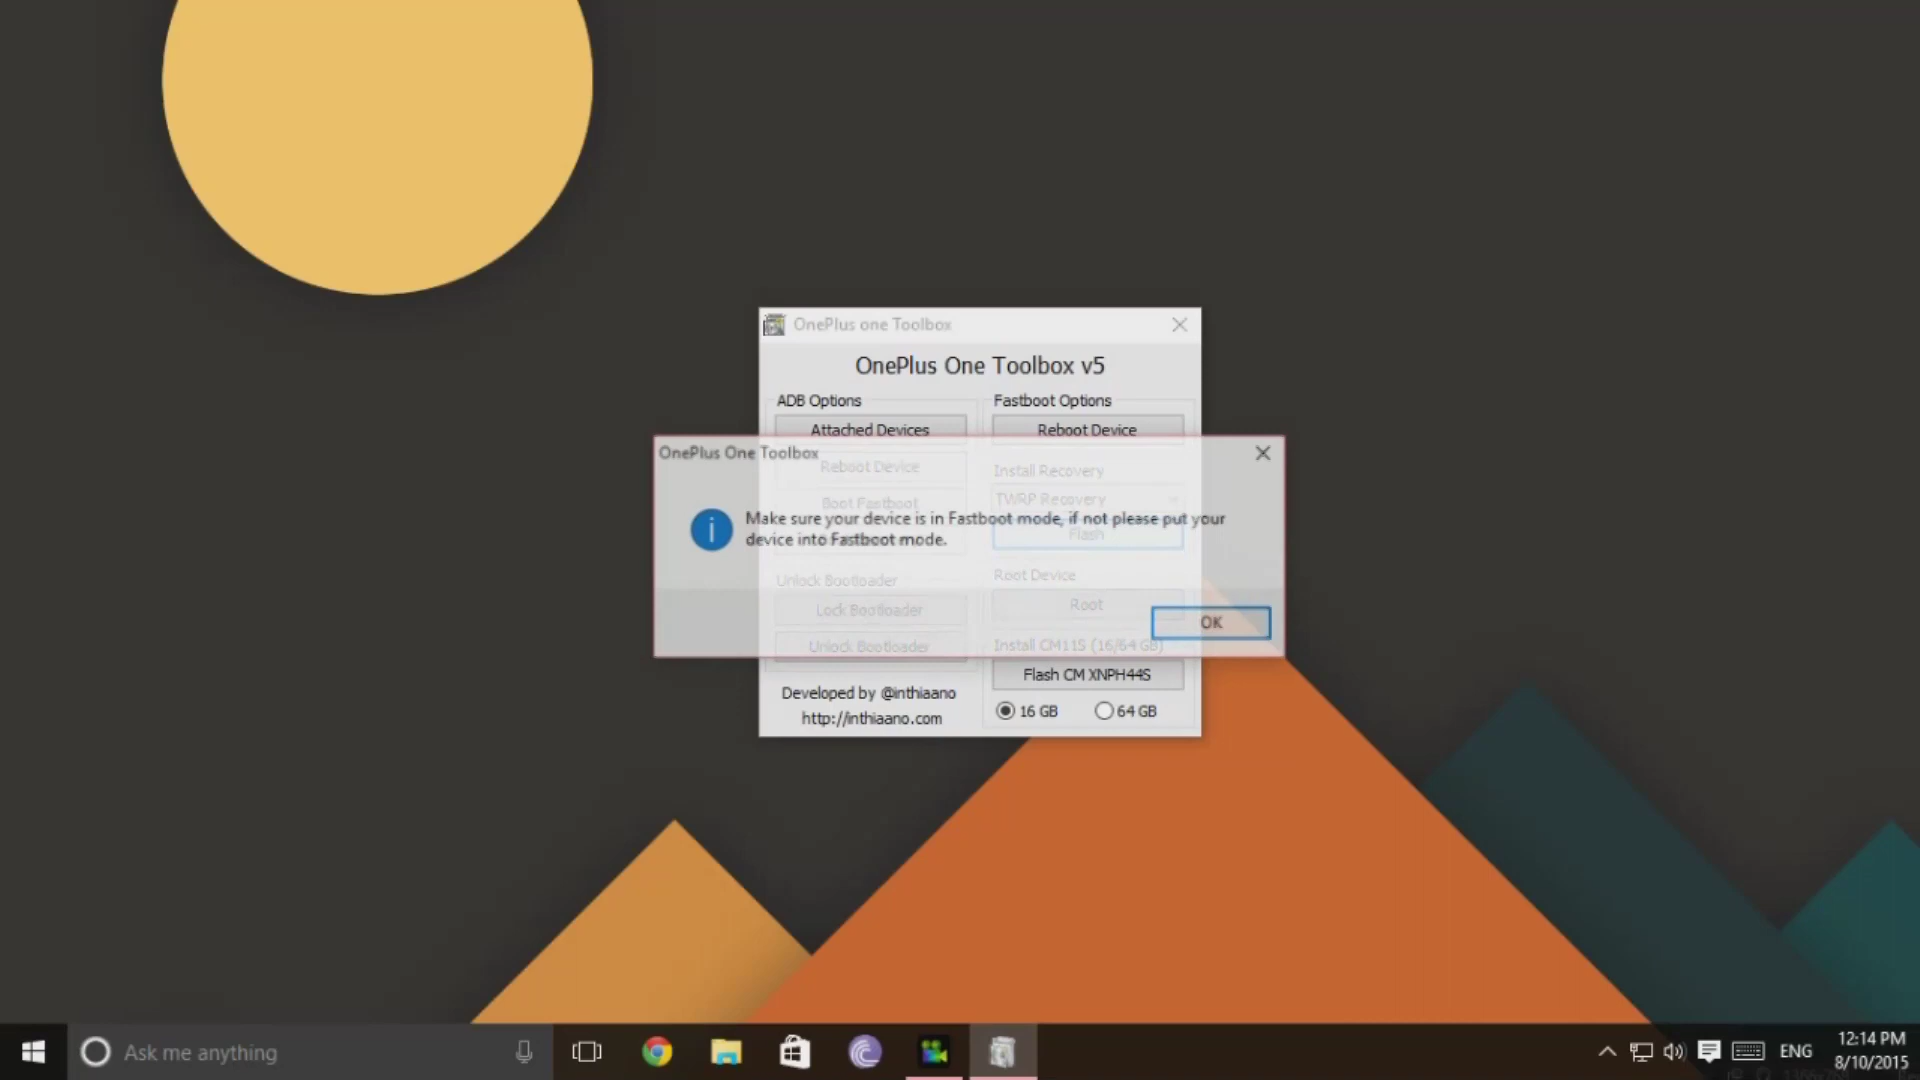 OnePlus one Toolbox
OnePlus One Toolbox v5
ADB Options
Fastboot Options
Attached Devices
Reboot Device
OnePlus One Toolbox
Reboot Device
Install Recovery
Boot Fastboot
TWRP Recovery
Make sure your device is in Fastboot mode, if not please put your
device into Fastboot mode.
Flash
Unlock Bootloader
Root Device
Lock Bootloader
Root
OK
Unlock Bootloader
Install CM11S (16/64 GB)
Flash CM XNPH44S
Developed by @inthiaano
http://inthiaano.com
16 GB
64 GB
Ask me anything
ENG
12:14 PM
8/10/2015